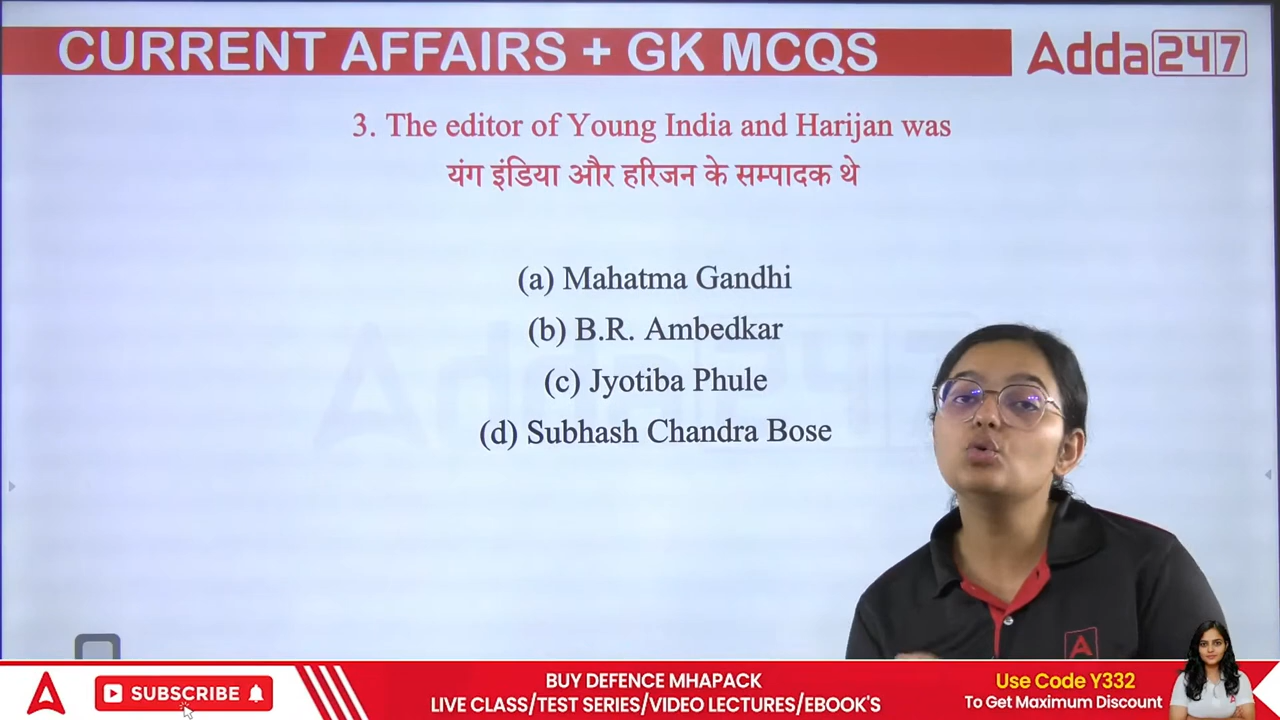 CURRENT AFFAIRS + GK MCQS
Adda247
3. The editor of Young India and Harijan was
यंग इंडिया और हरिजन के सम्पादक थे
(a) Mahatma Gandhi
(b) B.R. Ambedkar
(c) Jyotiba Phule
(d) Subhash Chandra Bose
Adda247
SUBSCRIBE
BUY DEFENCE MHAPACK
LIVE CLASS/TEST SERIES/VIDEO LECTURES/EBOOK'S
Use Code Y332
To Get Maximum Discount